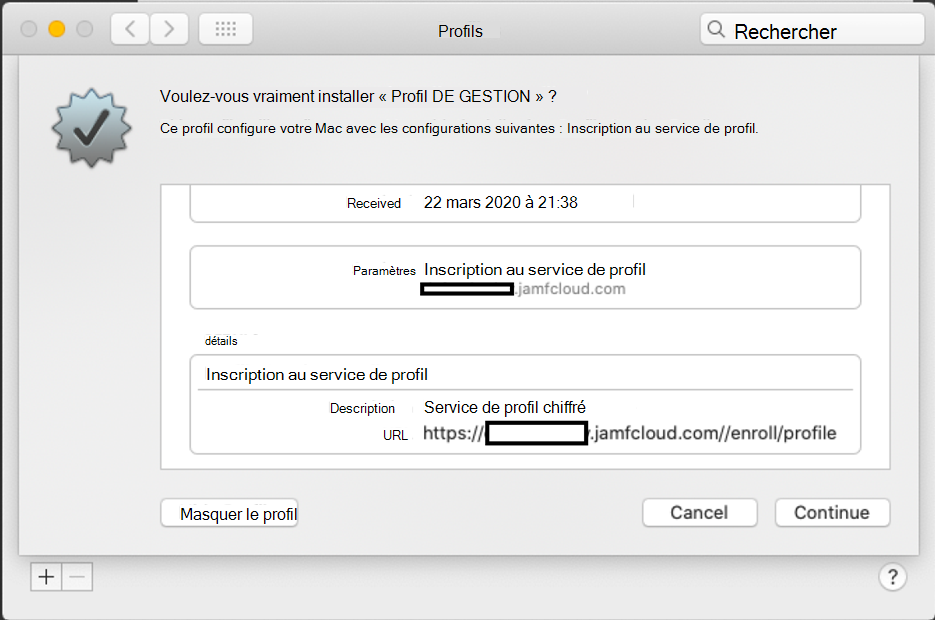 Profils
Rechercher
Voulez-vous vraiment installer « Profil DE GESTION » ?
Ce profil configure votre Mac avec les configurations suivantes : Inscription au service de profil.
Received 22 mars 2020 à 21:38
Paramètres Inscription au service de profil
.jamfcloud.com
détails
Inscription au service de profil
Description Service de profil chiffré
URL https:// .jamfcloud.com//enroll/profile
Masquer le profil
Cancel
Continue
+ −
?